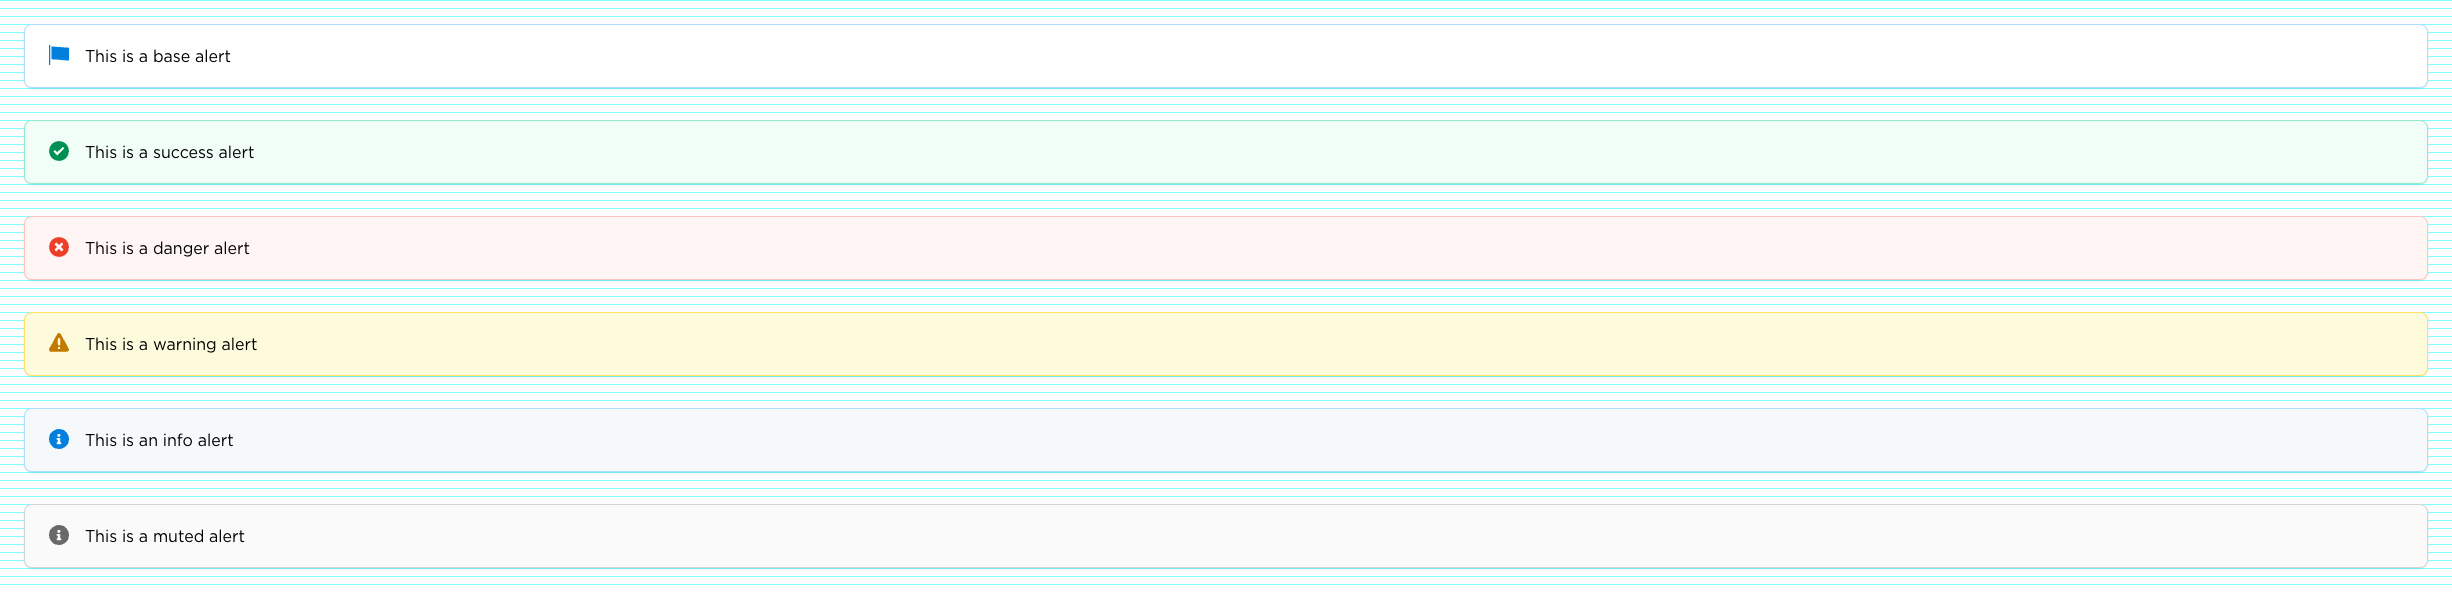 This is a base alert
This is a success alert
This is a danger alert
This is a warning alert
This is an info alert
This is a muted alert